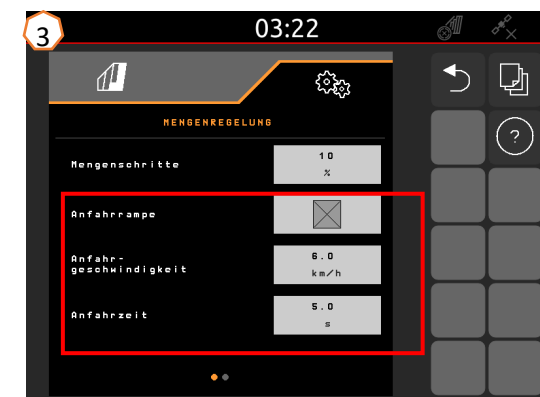 3
03:22
MENGENREGELUNG
Mengenschritte
10
%
Anfahrrampe
Anfahr-
geschwindigkeit
6.0
km/h
Anfahrzeit
5.0
s
?